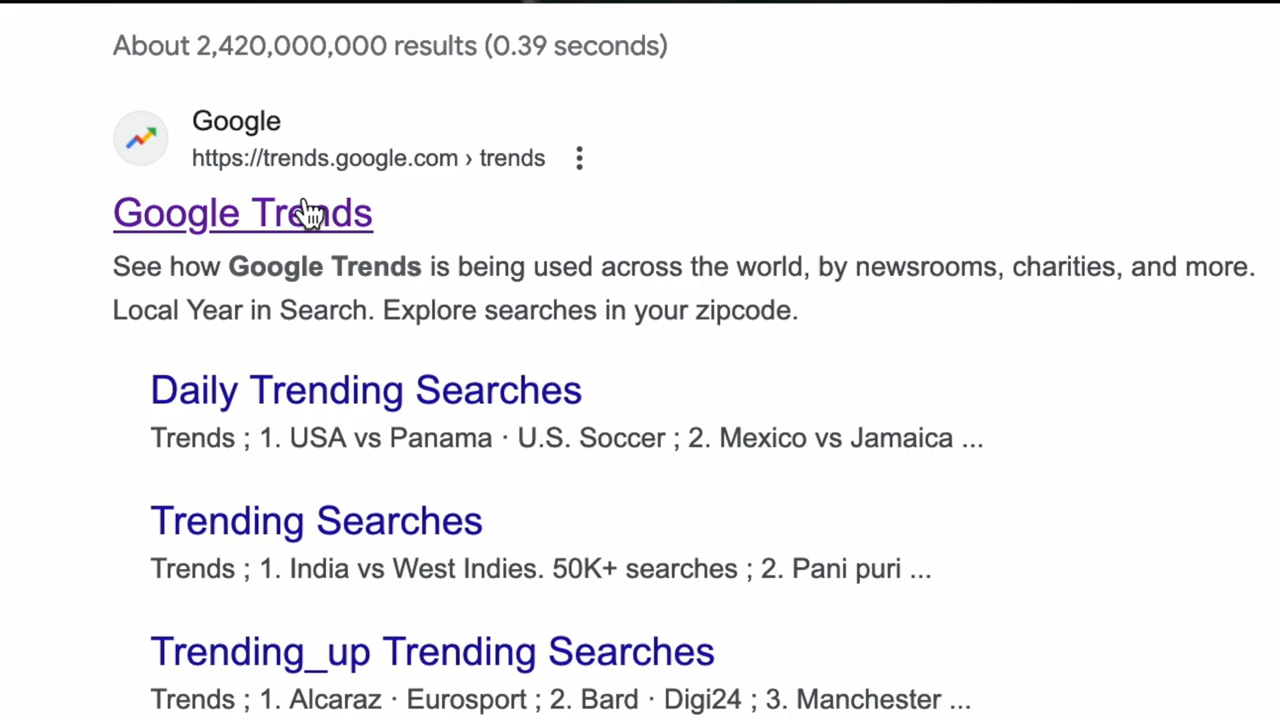 About 2,420,000,000 results (0.39 seconds)
Google
https://trends.google.com › trends
Google Trends
See how Google Trends is being used across the world, by newsrooms, charities, and more.
Local Year in Search. Explore searches in your zipcode.
Daily Trending Searches
Trends ; 1. USA vs Panama · U.S. Soccer ; 2. Mexico vs Jamaica ...
Trending Searches
Trends ; 1. India vs West Indies. 50K+ searches ; 2. Pani puri ...
Trending_up Trending Searches
Trends ; 1. Alcaraz · Eurosport ; 2. Bard · Digi24 ; 3. Manchester ...